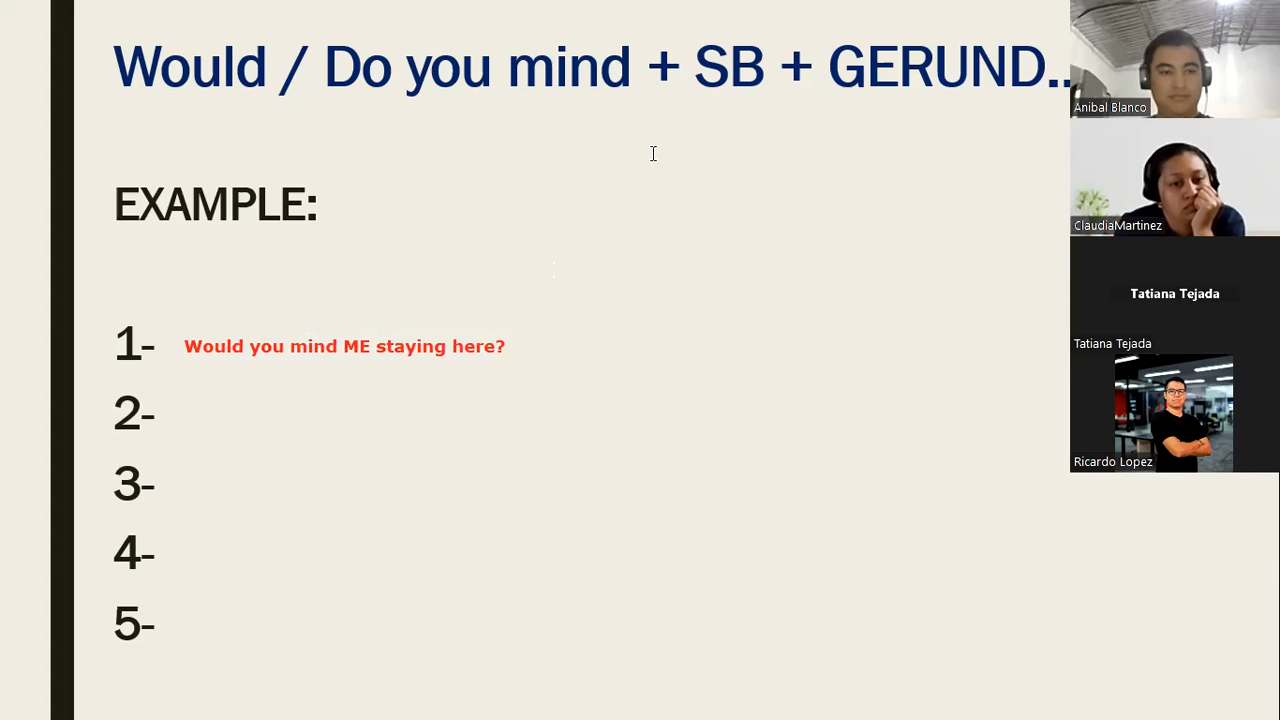 Would / Do you mind + SB + GERUND..
EXAMPLE:
1- Would you mind ME staying here?
2-
3-
4-
5-
Anibal Blanco
ClaudiaMartinez
Tatiana Tejada
Tatiana Tejada
Ricardo Lopez